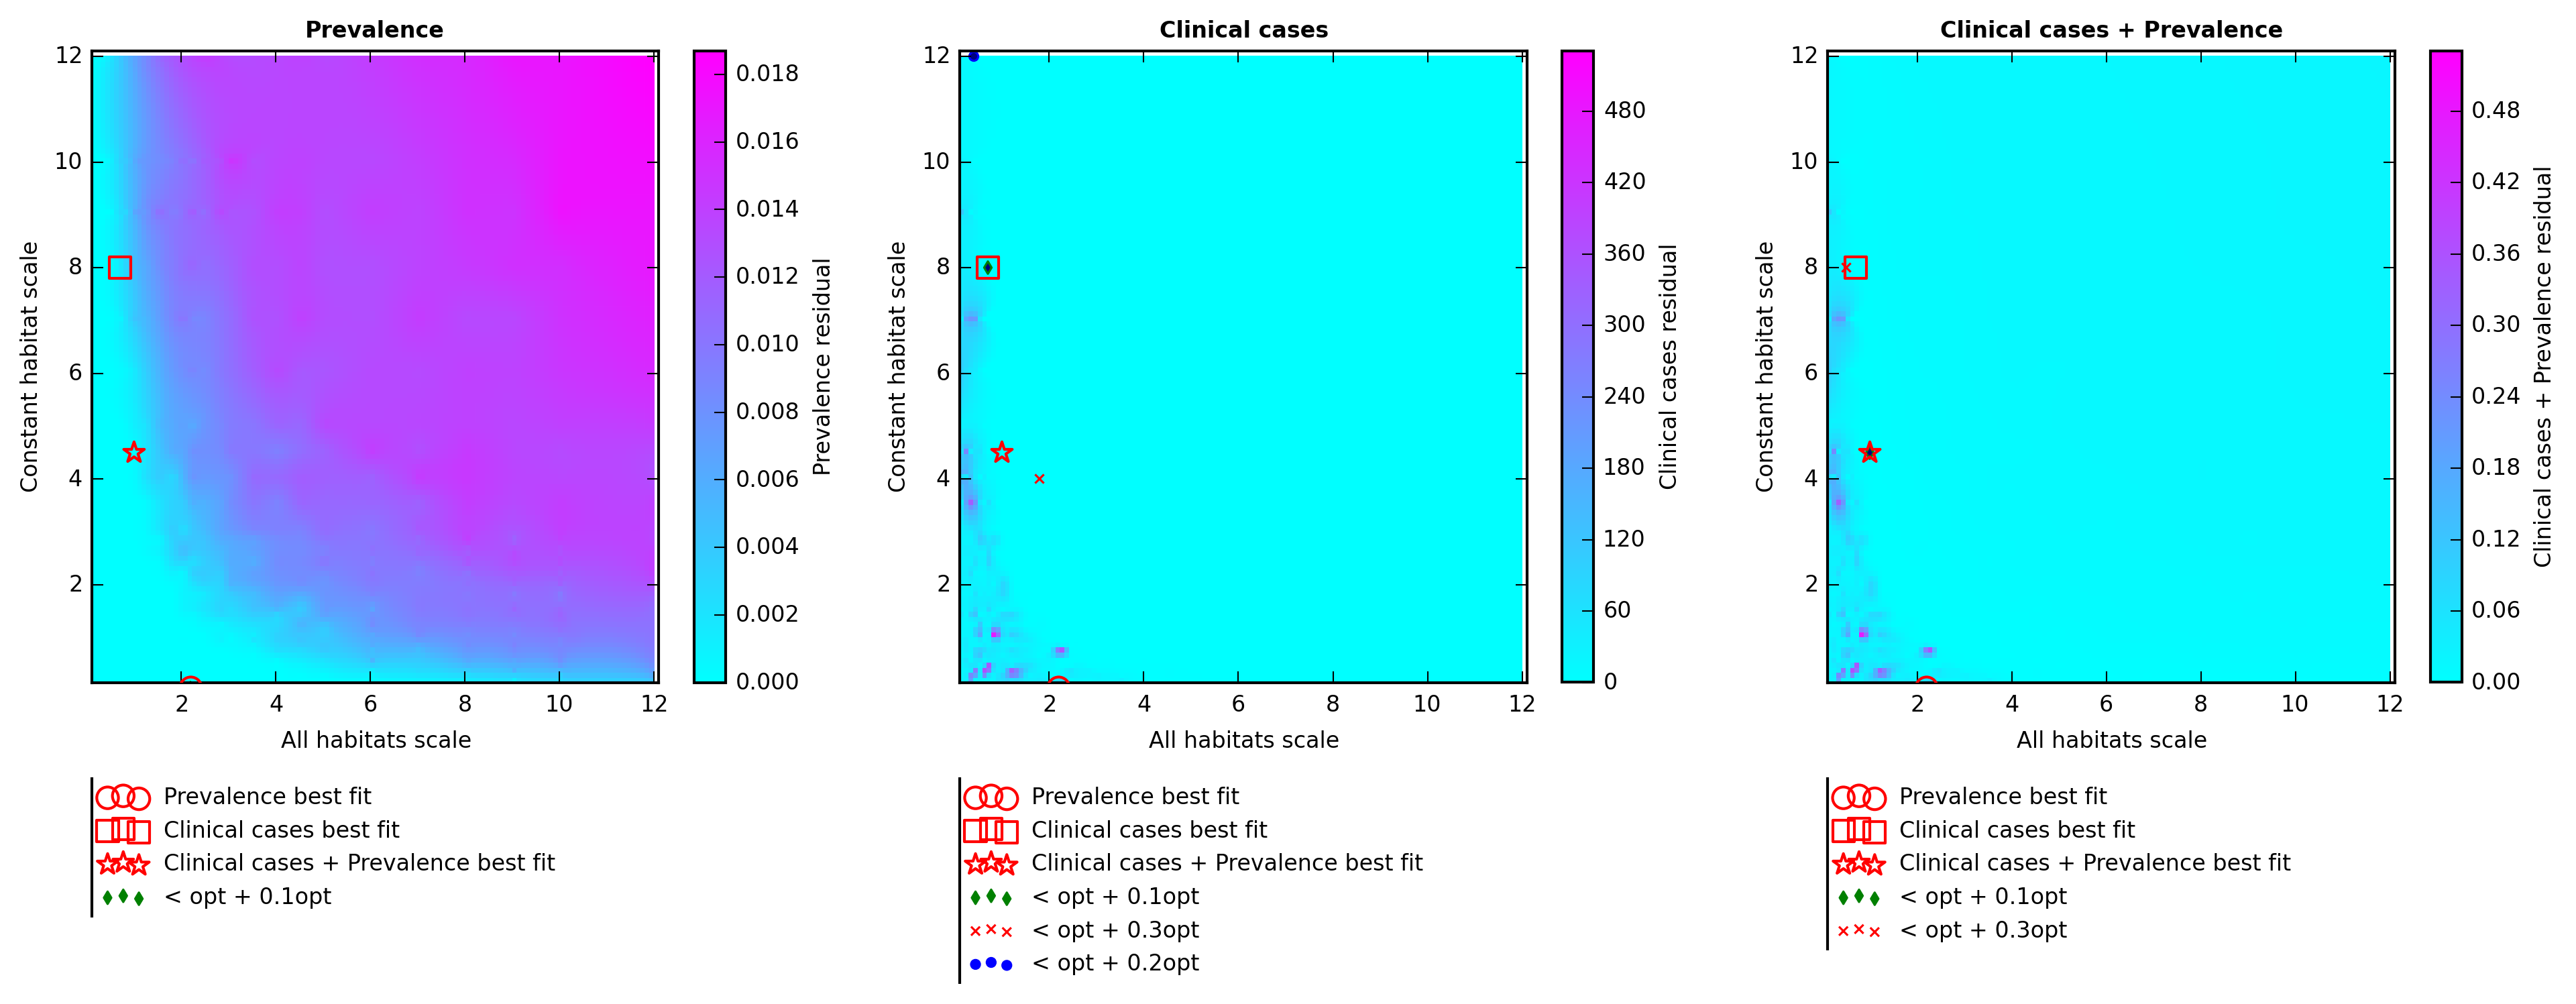 Prevalence
12
10
8
6
4
2
2 4 6 8 10 12
Constant habitat scale
All habitats scale
0.018
0.016
0.014
0.012
0.010
0.008
0.006
0.004
0.002
0.000
Prevalence residual
Prevalence best fit
Clinical cases best fit
Clinical cases + Prevalence best fit
< opt + 0.1opt
Clinical cases
12
10
8
6
4
2
2 4 6 8 10 12
Constant habitat scale
All habitats scale
480
420
360
300
240
180
120
60
0
Clinical cases residual
Prevalence best fit
Clinical cases best fit
Clinical cases + Prevalence best fit
< opt + 0.1opt
< opt + 0.3opt
< opt + 0.2opt
Clinical cases + Prevalence
12
10
8
6
4
2
2 4 6 8 10 12
Constant habitat scale
All habitats scale
0.48
0.42
0.36
0.30
0.24
0.18
0.12
0.06
0.00
Clinical cases + Prevalence residual
Prevalence best fit
Clinical cases best fit
Clinical cases + Prevalence best fit
< opt + 0.1opt
< opt + 0.3opt